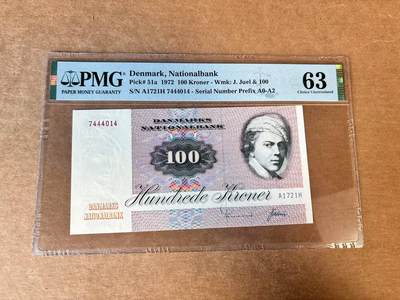 PMG
PAPER MONEY GUARANTY
Denmark, Nationalbank
Pick# 51a 1972 100 Kroner - Wmk: J. Juel & 100
S/N A1721H 7444014 - Serial Number Prefix A0-A2
63
Choice Uncirculated
7444014
DANMARKS
NATIONALBANK
100
Hundrede Kroner
A1721H
DANMARKS
NATIONALBANK